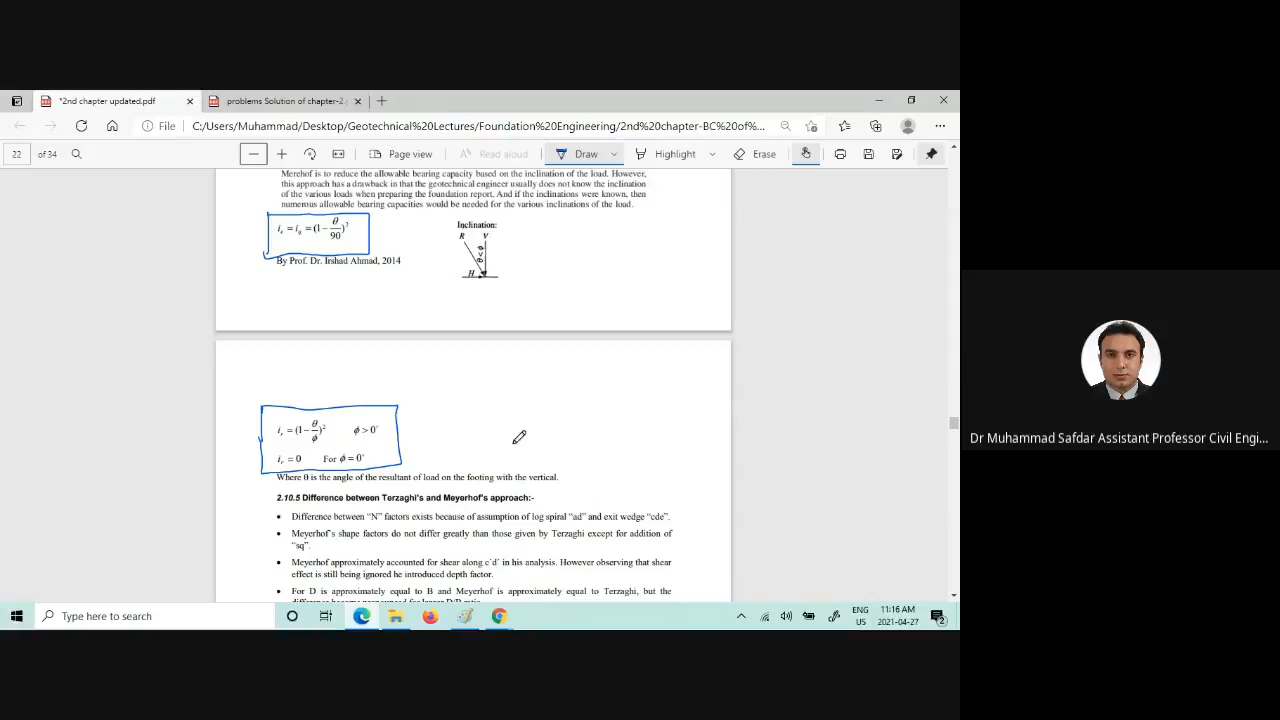 *2nd chapter updated.pdf
problems Solution of chapter-2
File
C:/Users/Muhammad/Desktop/Geotechnical%20Lectures/Foundation%20Engineering/2nd%20chapter-BC%20of%...
22 of 34
Page view
Read aloud
Draw
Highlight
Erase
Merehof is to reduce the allowable bearing capacity based on the inclination of the load. However,
this approach has a drawback in that the geotechnical engineer usually does not know the inclination
of the various loads when preparing the foundation report. And if the inclinations were known, then
numerous allowable bearing capacities would be needed for the various inclinations of the load.
Inclination:
R V
θ < ϕ
H
By Prof. Dr. Irshad Ahmad, 2014
ϕ > 0°
For ϕ = 0°
Where θ is the angle of the resultant of load on the footing with the vertical.
2.10.5 Difference between Terzaghi's and Meyerhof's approach:-
• Difference between “N” factors exists because of assumption of log spiral “ad” and exit wedge “cde”.
• Meyerhof`s shape factors do not differ greatly than those given by Terzaghi except for addition of
“sq”.
• Meyerhof approximately accounted for shear along c`d` in his analysis. However observing that shear
effect is still being ignored he introduced depth factor.
• For D is approximately equal to B and Meyerhof is approximately equal to Terzaghi, but the
Dr Muhammad Safdar Assistant Professor Civil Engi...
Type here to search
ENG
US
11:16 AM
2021-04-27
2